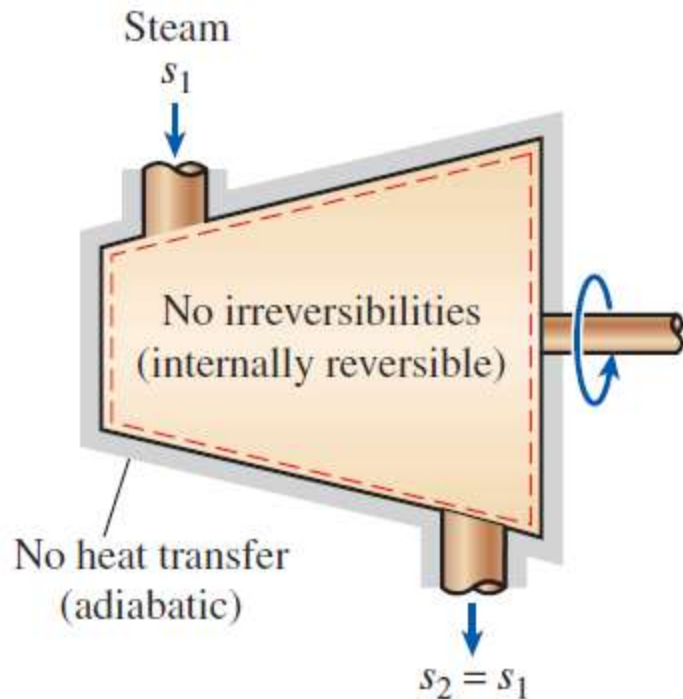 Steam
s₁
No irreversibilities
(internally reversible)
No heat transfer
(adiabatic)
s₂ = s₁